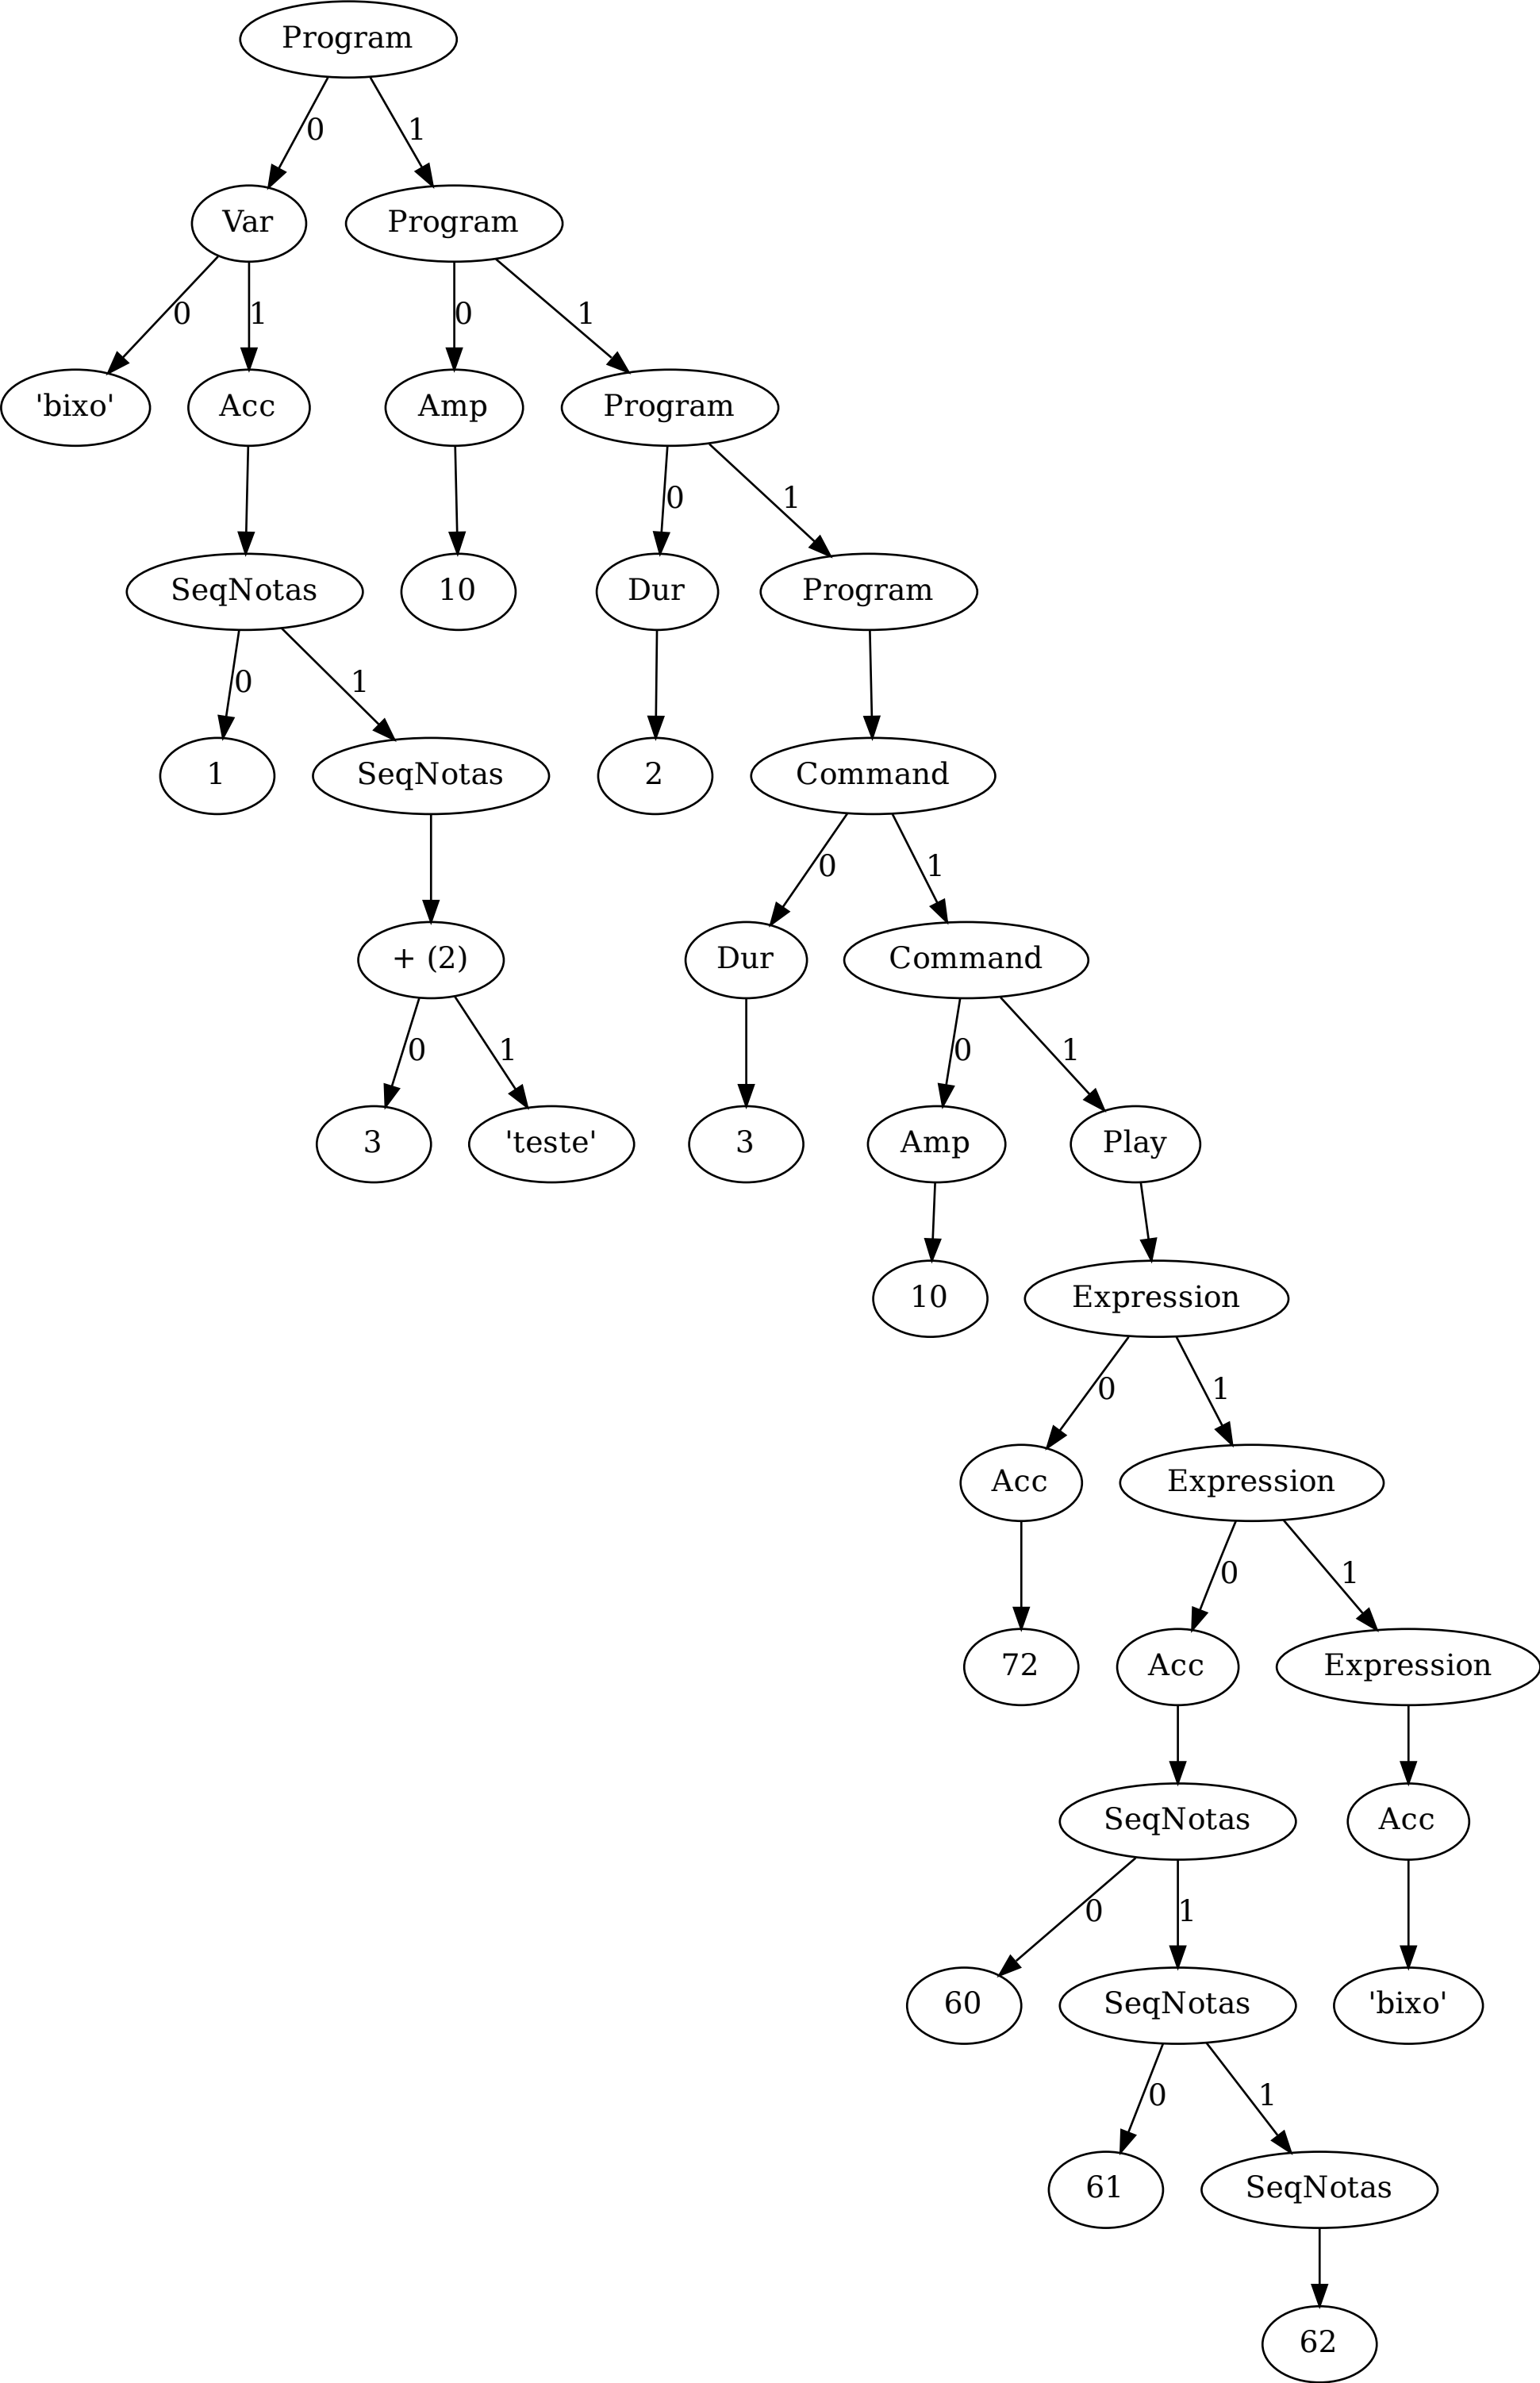 Program
0
1
Var
Program
0
1
0
1
'bixo'
Acc
Amp
Program
0
1
SeqNotas
10
Dur
Program
0
1
1
SeqNotas
2
Command
0
1
+ (2)
Dur
Command
0
1
0
1
3
'teste'
3
Amp
Play
10
Expression
0
1
Acc
Expression
0
1
72
Acc
Expression
SeqNotas
Acc
0
1
60
SeqNotas
'bixo'
0
1
61
SeqNotas
62